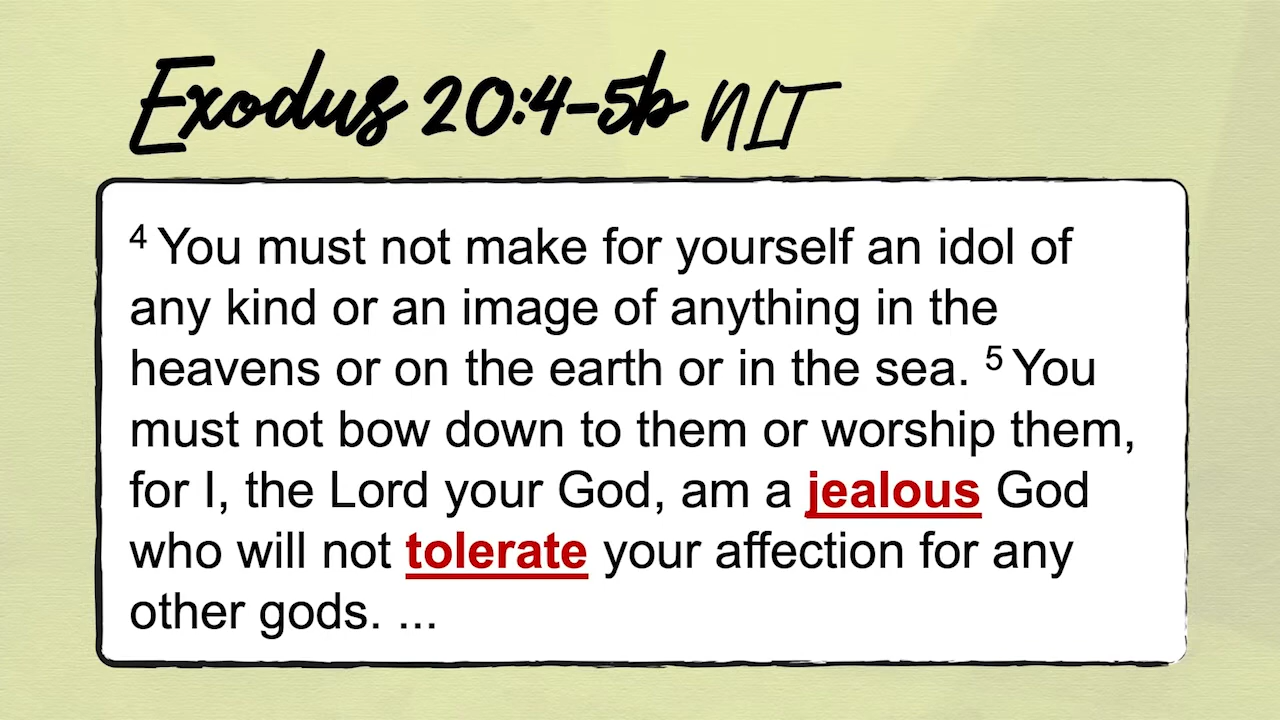 Exodus 20:4-5b NLT
4 You must not make for yourself an idol of
any kind or an image of anything in the
heavens or on the earth or in the sea. 5 You
must not bow down to them or worship them,
for I, the Lord your God, am a jealous God
who will not tolerate your affection for any
other gods. ...